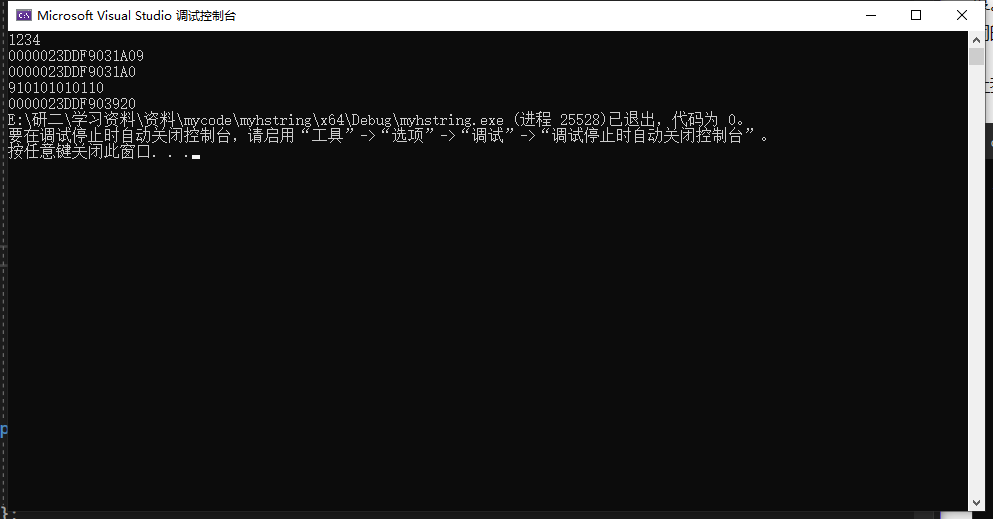 Microsoft Visual Studio 调试控制台
1234
0000023DDF9031A09
0000023DDF9031A0
910101010110
0000023DDF903920
E:\研二\学习资料\资料\mycode\myhstring\x64\Debug\myhstring.exe (进程 25528)已退出，代码为 0。
要在调试停止时自动关闭控制台，请启用“工具”->“选项”->“调试”->“调试停止时自动关闭控制台”。
按任意键关闭此窗口. . .